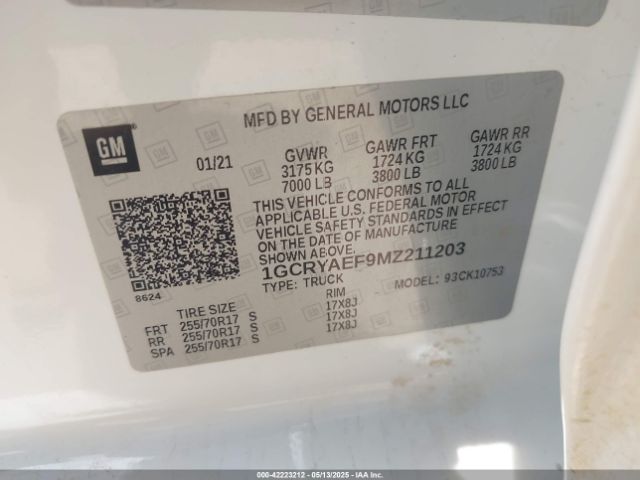 MFD BY GENERAL MOTORS LLC
GM
01/21
GVWR GAWR FRT GAWR RR
3175 KG 1724 KG 1724 KG
7000 LB 3800 LB 3800 LB
THIS VEHICLE CONFORMS TO ALL
APPLICABLE U.S. FEDERAL MOTOR
VEHICLE SAFETY STANDARDS IN EFFECT
ON THE DATE OF MANUFACTURE
SHOWN ABOVE.
1GCRYAEF9MZ211203
TYPE: TRUCK MODEL: 93CK10753
8624
TIRE SIZE RIM
FRT 255/70R17 S 17X8J
RR 255/70R17 S 17X8J
SPA 255/70R17 S 17X8J
000-42223212 | 05/13/2025 | IAAI.COM